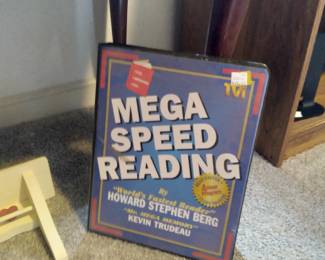 MEGA
SPEED
READING
By
"World's Fastest Reader"
HOWARD STEPHEN BERG
"Mr. MEGA MEMORY"
KEVIN TRUDEAU